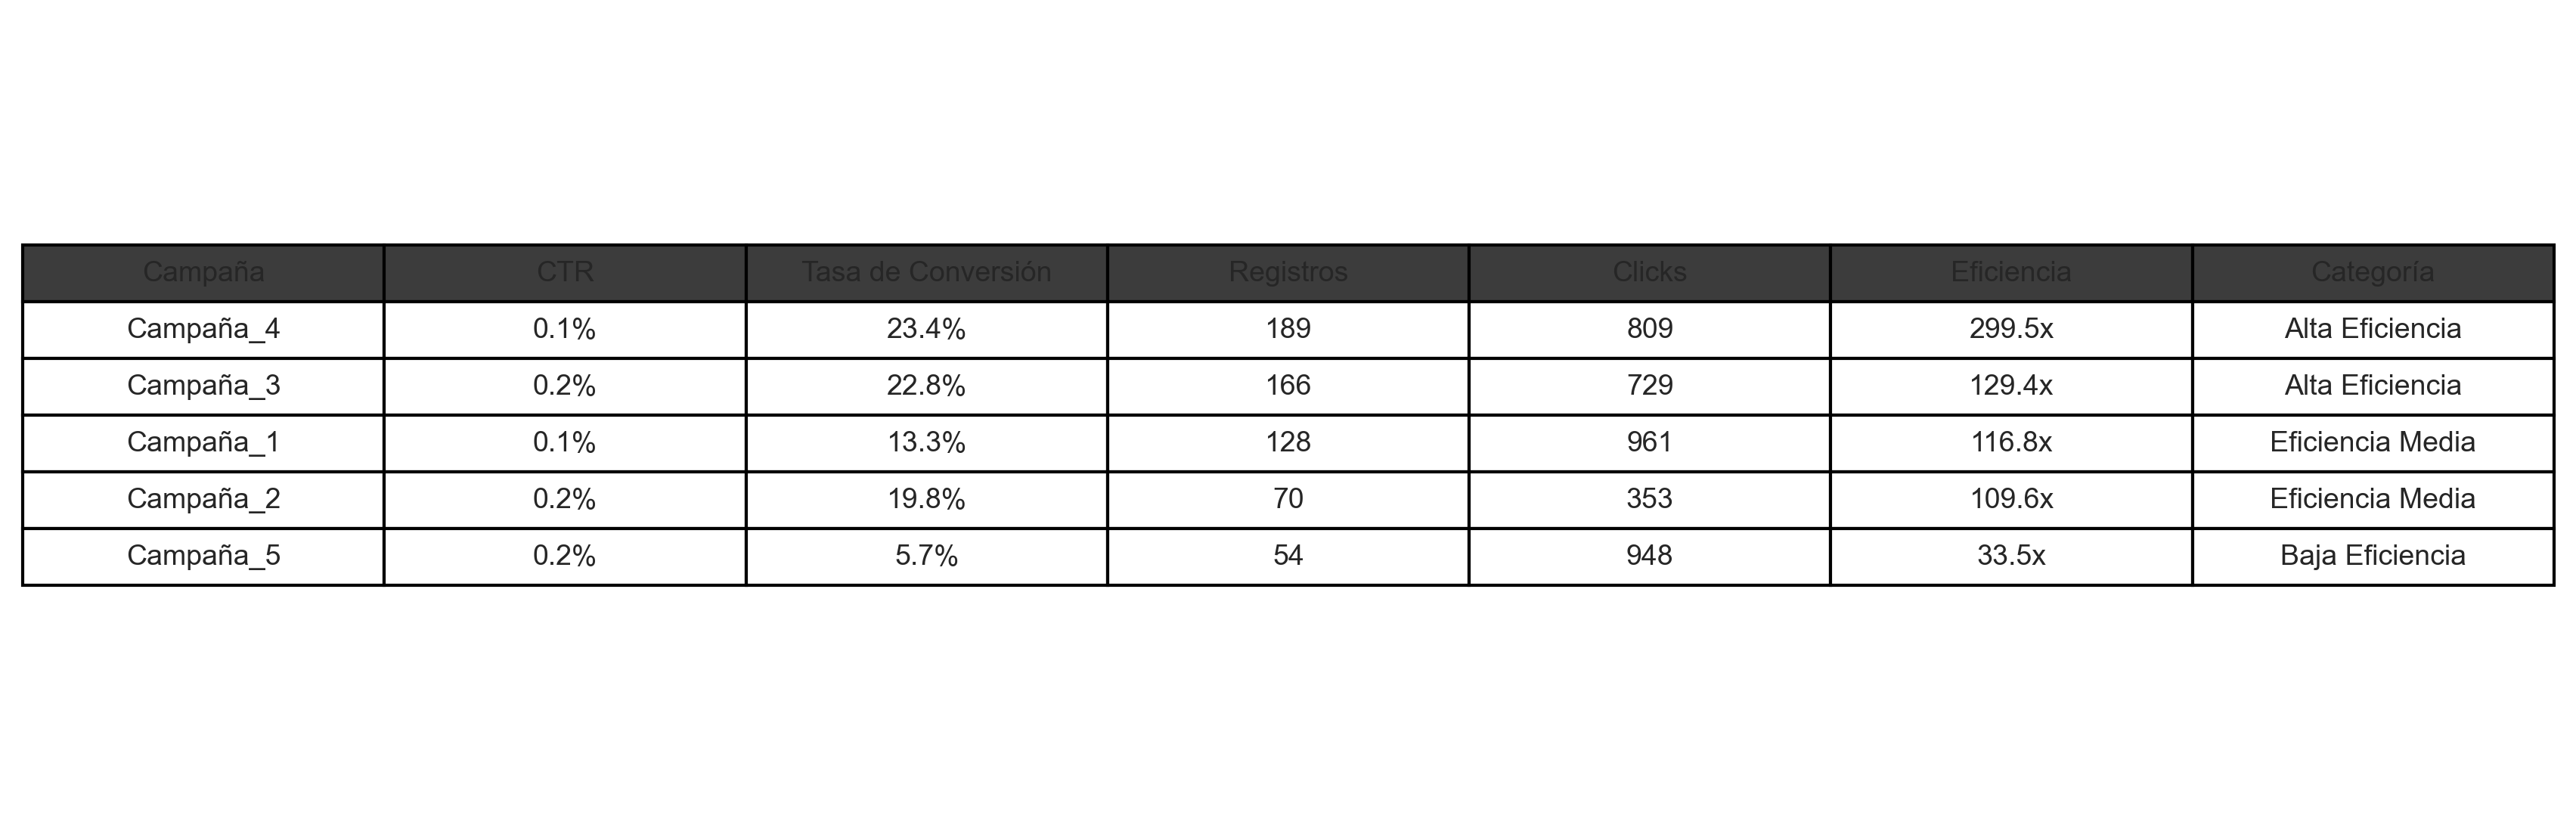 Campaña CTR Tasa de Conversión Registros Clicks Eficiencia Categoría
Campaña_4 0.1% 23.4% 189 809 299.5x Alta Eficiencia
Campaña_3 0.2% 22.8% 166 729 129.4x Alta Eficiencia
Campaña_1 0.1% 13.3% 128 961 116.8x Eficiencia Media
Campaña_2 0.2% 19.8% 70 353 109.6x Eficiencia Media
Campaña_5 0.2% 5.7% 54 948 33.5x Baja Eficiencia